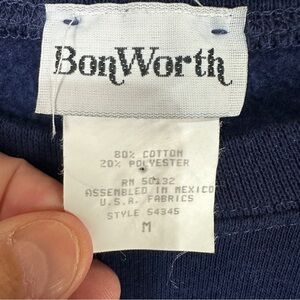 BonWorth
80% COTTON
20% POLYESTER
RN 50132
ASSEMBLED IN MEXICO
U.S.A. FABRICS
STYLE 54345
M